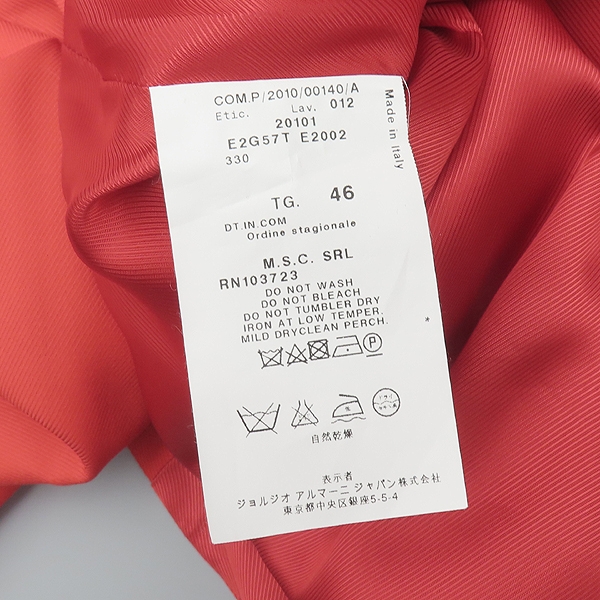 COM.P/2010/00140/A
Etic. Lav. 012
20101
E2G57T E2002
330
TG. 46
DT.IN.COM
Ordine stagionale
M.S.C. SRL
RN103723
DO NOT WASH
DO NOT BLEACH
DO NOT TUMBLER DRY
IRON AT LOW TEMPER.
MILD DRYCLEAN PERCH.
*
P
自然乾燥
表示者
ジョルジオ アルマーニ ジャパン株式会社
東京都中央区銀座5-5-4
Made in Italy